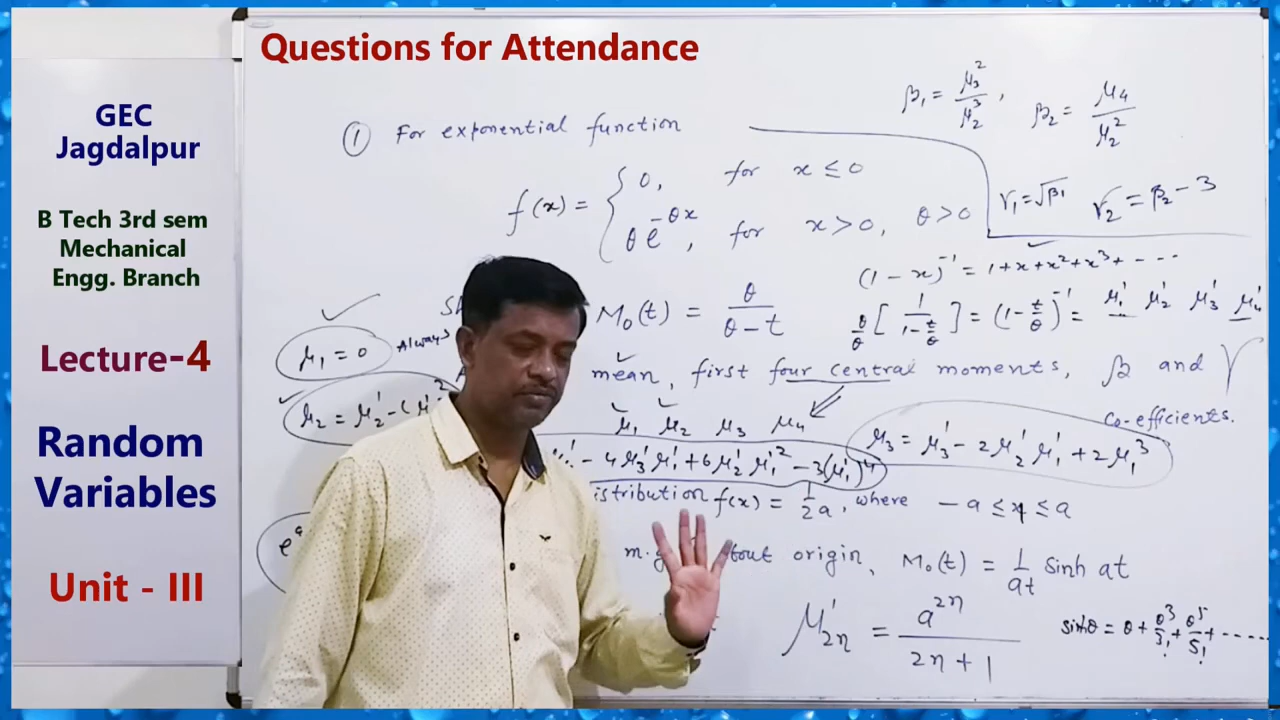 Questions for Attendance
GEC
Jagdalpur
B Tech 3rd sem
Mechanical
Engg. Branch
Lecture-4
Random
Variables
Unit - III
β₁ = μ₃²/μ₂³, β₂ = μ₄/μ₂²
① For exponential function
f(x) = { 0, for x ≤ 0
θe^(-θx), for x > 0, θ > 0
γ₁ = √β₁ γ₂ = β₂ - 3
(1 - x)⁻¹ = 1 + x + x² + x³ + - - - -
Sh
M₀(t) = θ/(θ - t)
θ/θ [1/(1 - t/θ)] = (1 - t/θ)⁻¹ = μ₁' μ₂' μ₃' μ₄'
μ₁ = 0 Always
mean, first four central moments, β and γ
co-efficients.
μ₂ = μ₂' - (μ₁'²
μ₁ μ₂ μ₃ μ₄
μ₃ = μ₃' - 2μ₂'μ₁' + 2μ₁'³
- 4μ₃'μ₁' + 6μ₂'μ₁'² - 3(μ₁')⁴
istribution f(x) = 1/2a, where -a ≤ x ≤ a
m.g bout origin, M₀(t) = 1/at Sinh at
μ'₂ₙ = a²ⁿ/(2n + 1)
sinhθ = θ + θ³/3! + θ⁵/5! + - - - - -